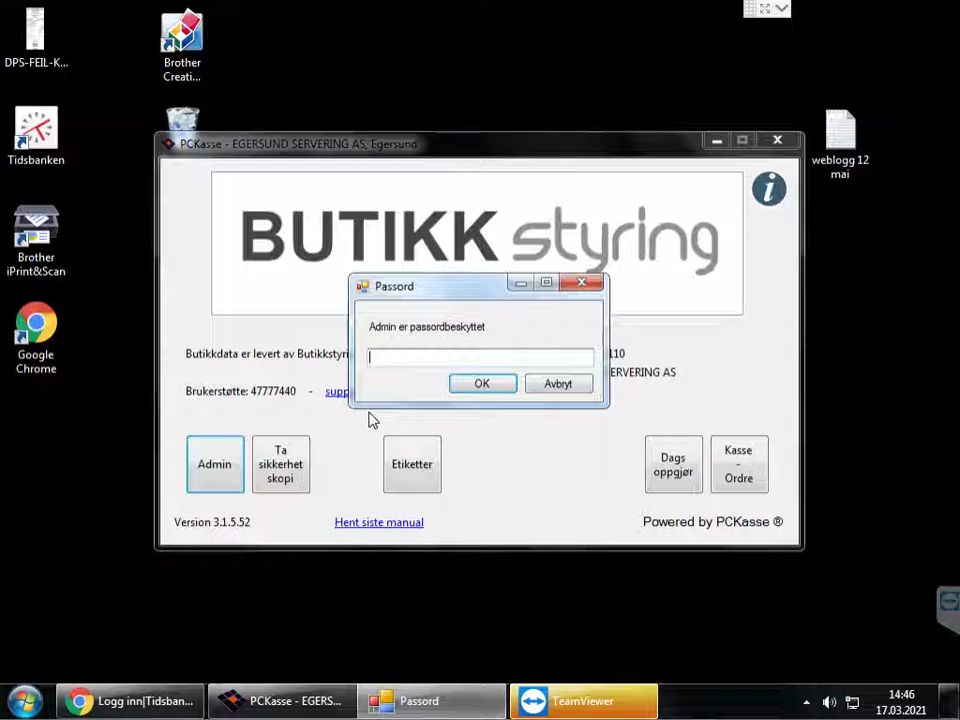 DPS-FEIL-K...
Brother
Creati...
Tidsbanken
Brother
iPrint&Scan
Google
Chrome
weblogg 12
mai
PCKasse - EGERSUND SERVERING AS, Egersund
BUTIKK styring
i
Passord
Admin er passordbeskyttet
OK
Avbryt
Butikkdata er levert av Butikkstyri
110
ERVERING AS
Brukerstøtte: 47777440 - supp
Admin
Ta
sikkerhet
skopi
Etiketter
Dags
oppgjør
Kasse
-
Ordre
Version 3.1.5.52
Hent siste manual
Powered by PCKasse ®
Logg inn|Tidsban...
PCKasse - EGERS...
Passord
TeamViewer
14:46
17.03.2021